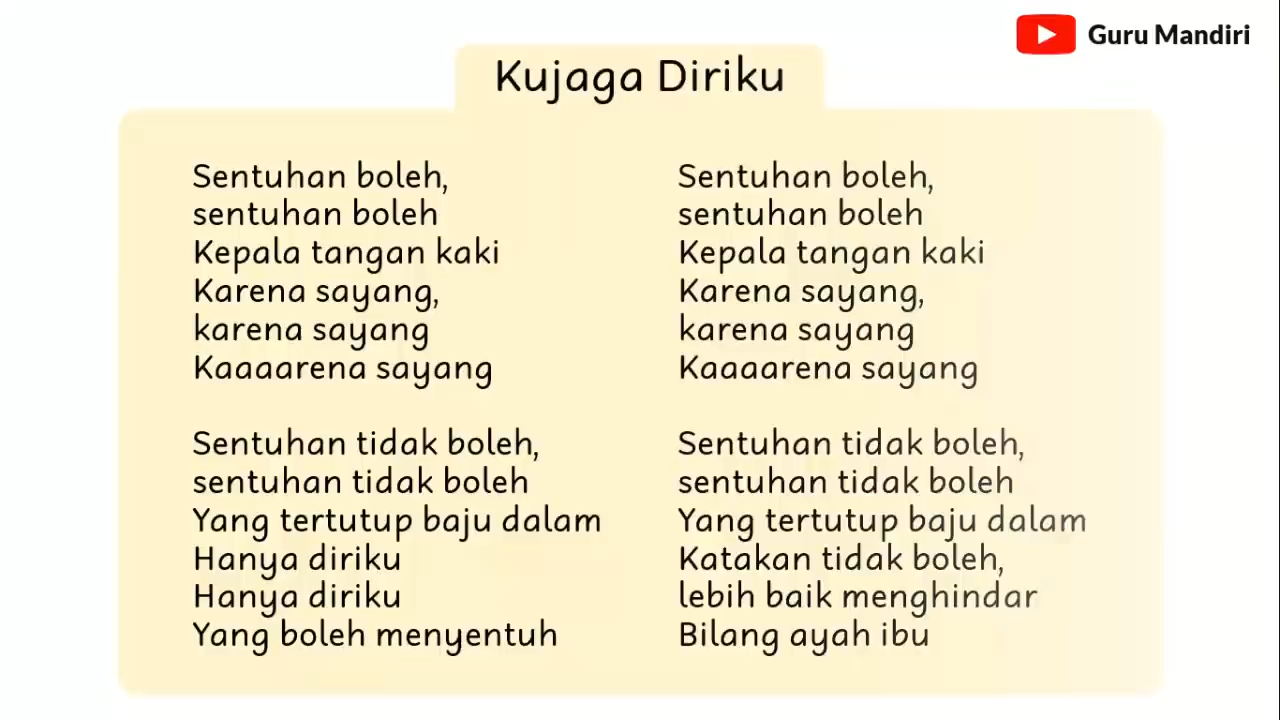 Guru Mandiri
Kujaga Diriku
Sentuhan boleh,
sentuhan boleh
Kepala tangan kaki
Karena sayang,
karena sayang
Kaaaarena sayang
Sentuhan tidak boleh,
sentuhan tidak boleh
Yang tertutup baju dalam
Hanya diriku
Hanya diriku
Yang boleh menyentuh
Sentuhan boleh,
sentuhan boleh
Kepala tangan kaki
Karena sayang,
karena sayang
Kaaaarena sayang
Sentuhan tidak boleh,
sentuhan tidak boleh
Yang tertutup baju dalam
Katakan tidak boleh,
lebih baik menghindar
Bilang ayah ibu